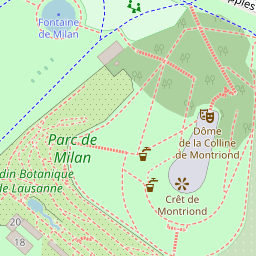 Fontaine
de Milan
Dôme
de la Colline
de Montriond
Parc de
Milan
din Botanique
de Lausanne
Crêt de
Montriond
20
18